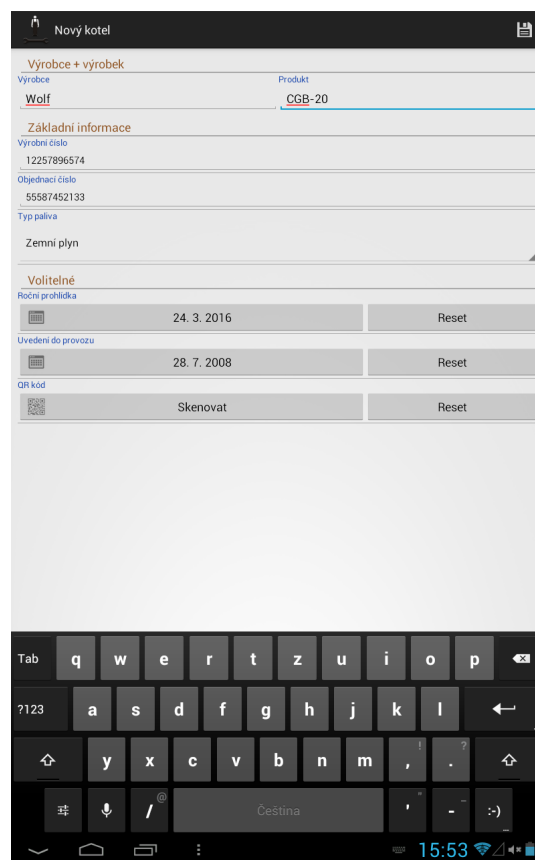 Nový kotel
Výrobce + výrobek
Výrobce Produkt
Wolf CGB-20
Základní informace
Výrobní číslo
12257896574
Objednací číslo
55587452133
Typ paliva
Zemní plyn
Volitelné
Roční prohlídka
24. 3. 2016 Reset
Uvedení do provozu
28. 7. 2008 Reset
QR kód
Skenovat Reset
Tab q w e r t z u i o p
?123 a s d f g h j k l
y x c v b n m , ! . ?
/ @ Čeština ' " - _ :-)
15:53